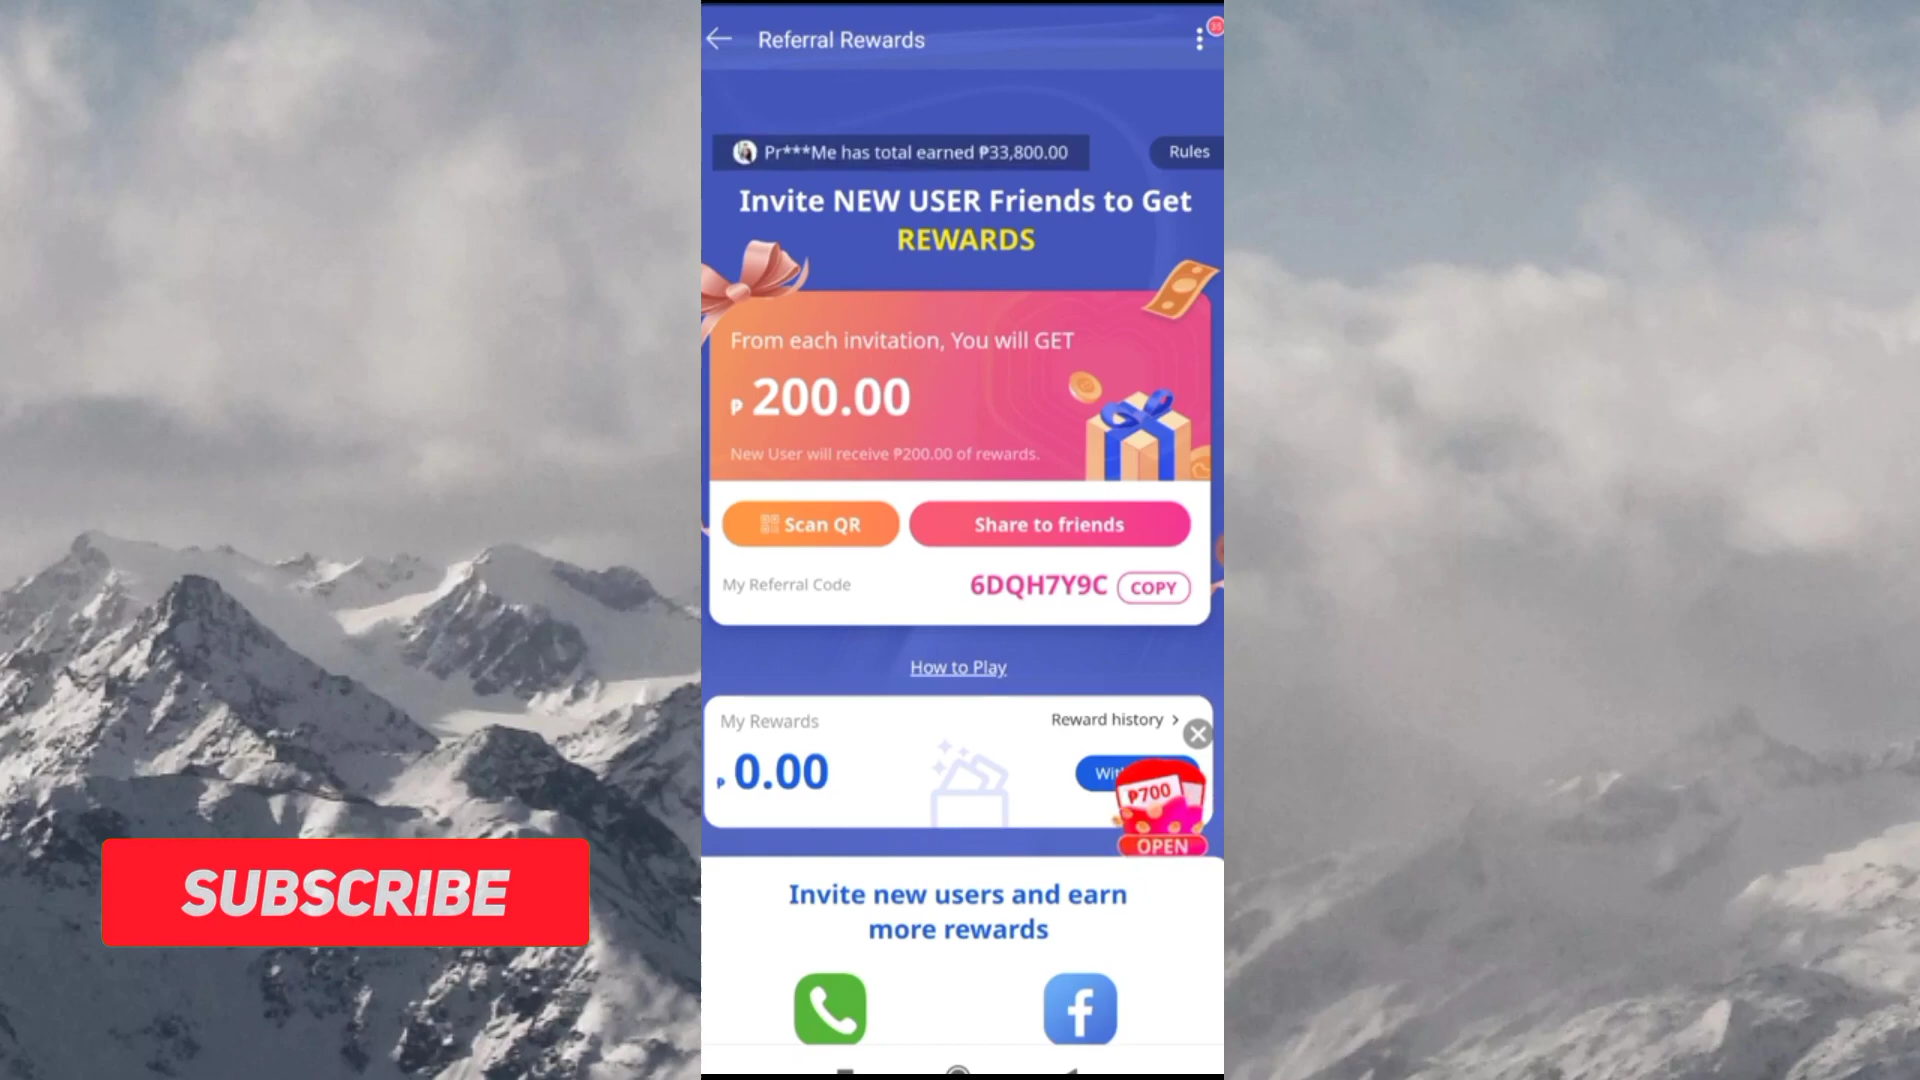 Referral Rewards
Pr***Me has total earned ₱33,800.00
Rules
Invite NEW USER Friends to Get
REWARDS
From each invitation, You will GET
₱ 200.00
New User will receive ₱200.00 of rewards.
Scan QR
Share to friends
My Referral Code
6DQH7Y9C
COPY
How to Play
My Rewards
Reward history >
₱ 0.00
₱700
OPEN
SUBSCRIBE
Invite new users and earn
more rewards